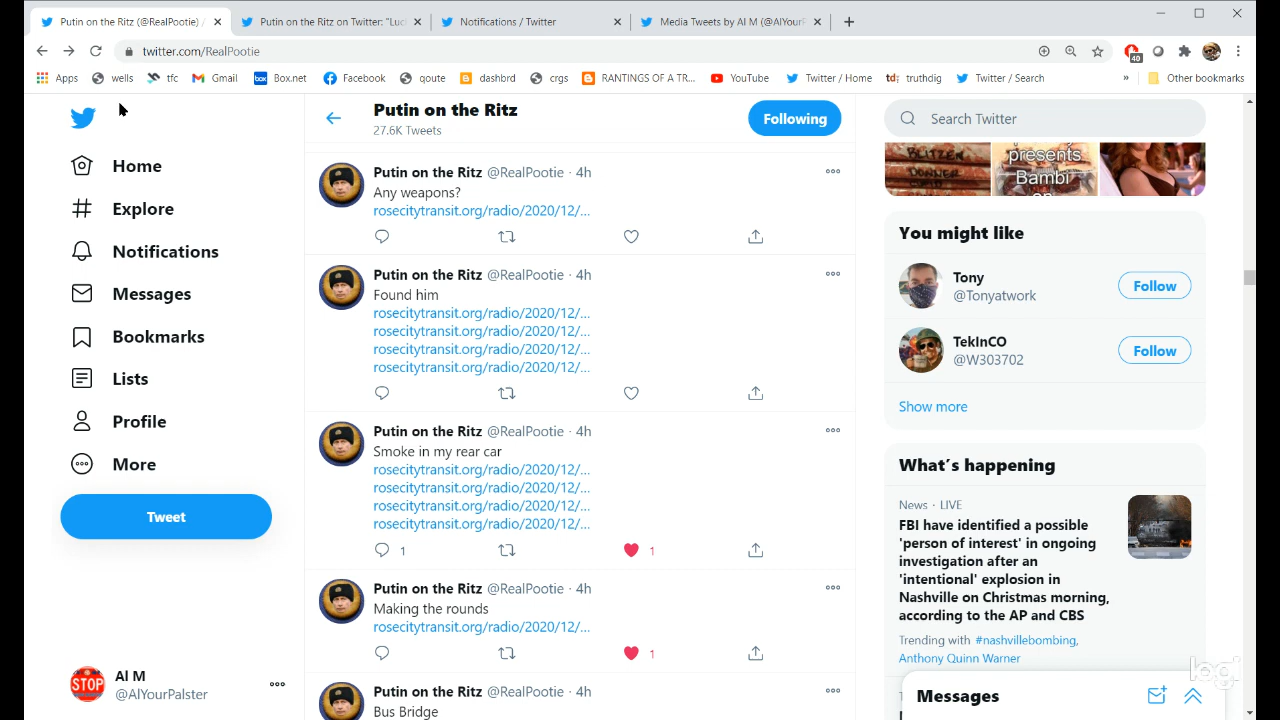 Putin on the Ritz (@RealPootie) /
Putin on the Ritz on Twitter: "Luc
Notifications / Twitter
Media Tweets by Al M (@AlYourP
twitter.com/RealPootie
40
Apps
wells
tfc
Gmail
Box.net
Facebook
qoute
dashbrd
crgs
RANTINGS OF A TR...
YouTube
Twitter / Home
truthdig
Twitter / Search
»
Other bookmarks
Putin on the Ritz
27.6K Tweets
Following
Search Twitter
Home
Explore
Notifications
Messages
Bookmarks
Lists
Profile
More
Tweet
Al M
@AlYourPalster
STOP
Putin on the Ritz @RealPootie · 4h
Any weapons?
rosecitytransit.org/radio/2020/12/...
Putin on the Ritz @RealPootie · 4h
Found him
rosecitytransit.org/radio/2020/12/...
rosecitytransit.org/radio/2020/12/...
rosecitytransit.org/radio/2020/12/...
rosecitytransit.org/radio/2020/12/...
Putin on the Ritz @RealPootie · 4h
Smoke in my rear car
rosecitytransit.org/radio/2020/12/...
rosecitytransit.org/radio/2020/12/...
rosecitytransit.org/radio/2020/12/...
rosecitytransit.org/radio/2020/12/...
1
1
Putin on the Ritz @RealPootie · 4h
Making the rounds
rosecitytransit.org/radio/2020/12/...
1
Putin on the Ritz @RealPootie · 4h
Bus Bridge
BLITZEN
DONNER
presents
Bambi
You might like
Tony
@Tonyatwork
Follow
TekInCO
@W303702
Follow
Show more
What's happening
News · LIVE
FBI have identified a possible
'person of interest' in ongoing
investigation after an
'intentional' explosion in
Nashville on Christmas morning,
according to the AP and CBS
Trending with #nashvillebombing,
Anthony Quinn Warner
Messages